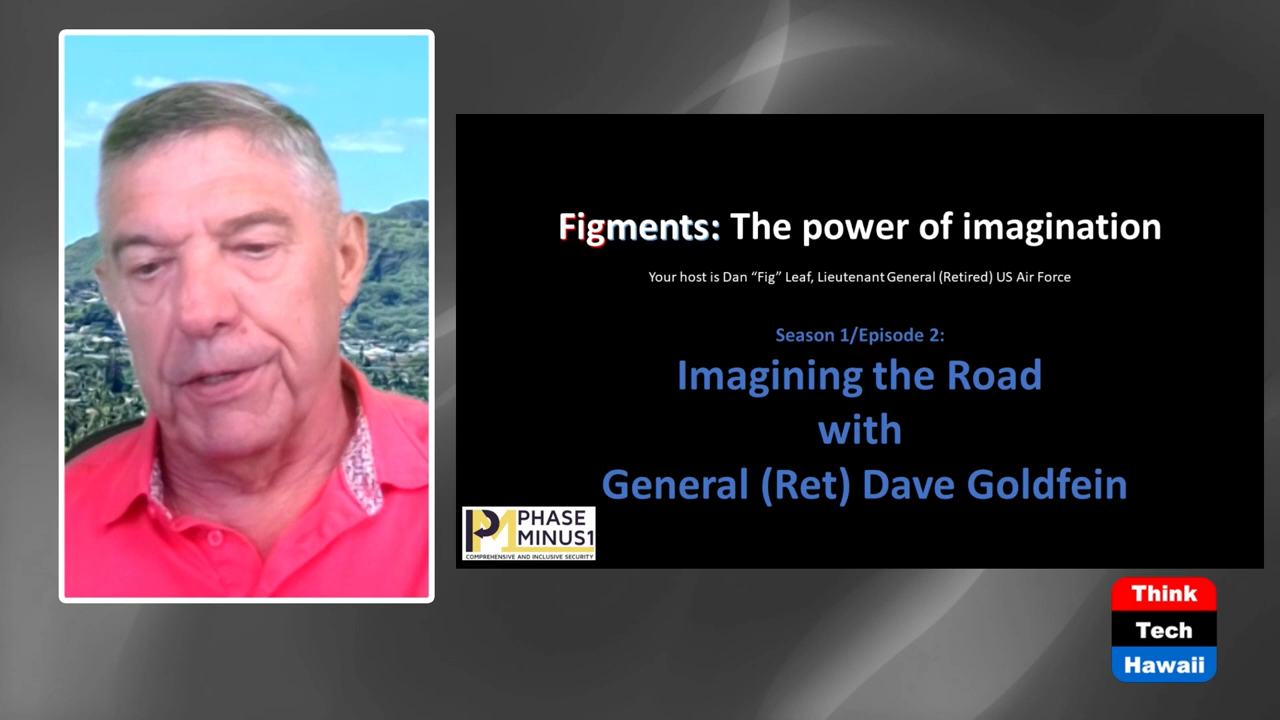 Figments: The power of imagination
Your host is Dan “Fig” Leaf, Lieutenant General (Retired) US Air Force
Season 1/Episode 2:
Imagining the Road
with
General (Ret) Dave Goldfein
PM
PHASE
MINUS1
COMPREHENSIVE AND INCLUSIVE SECURITY
Think
Tech
Hawaii